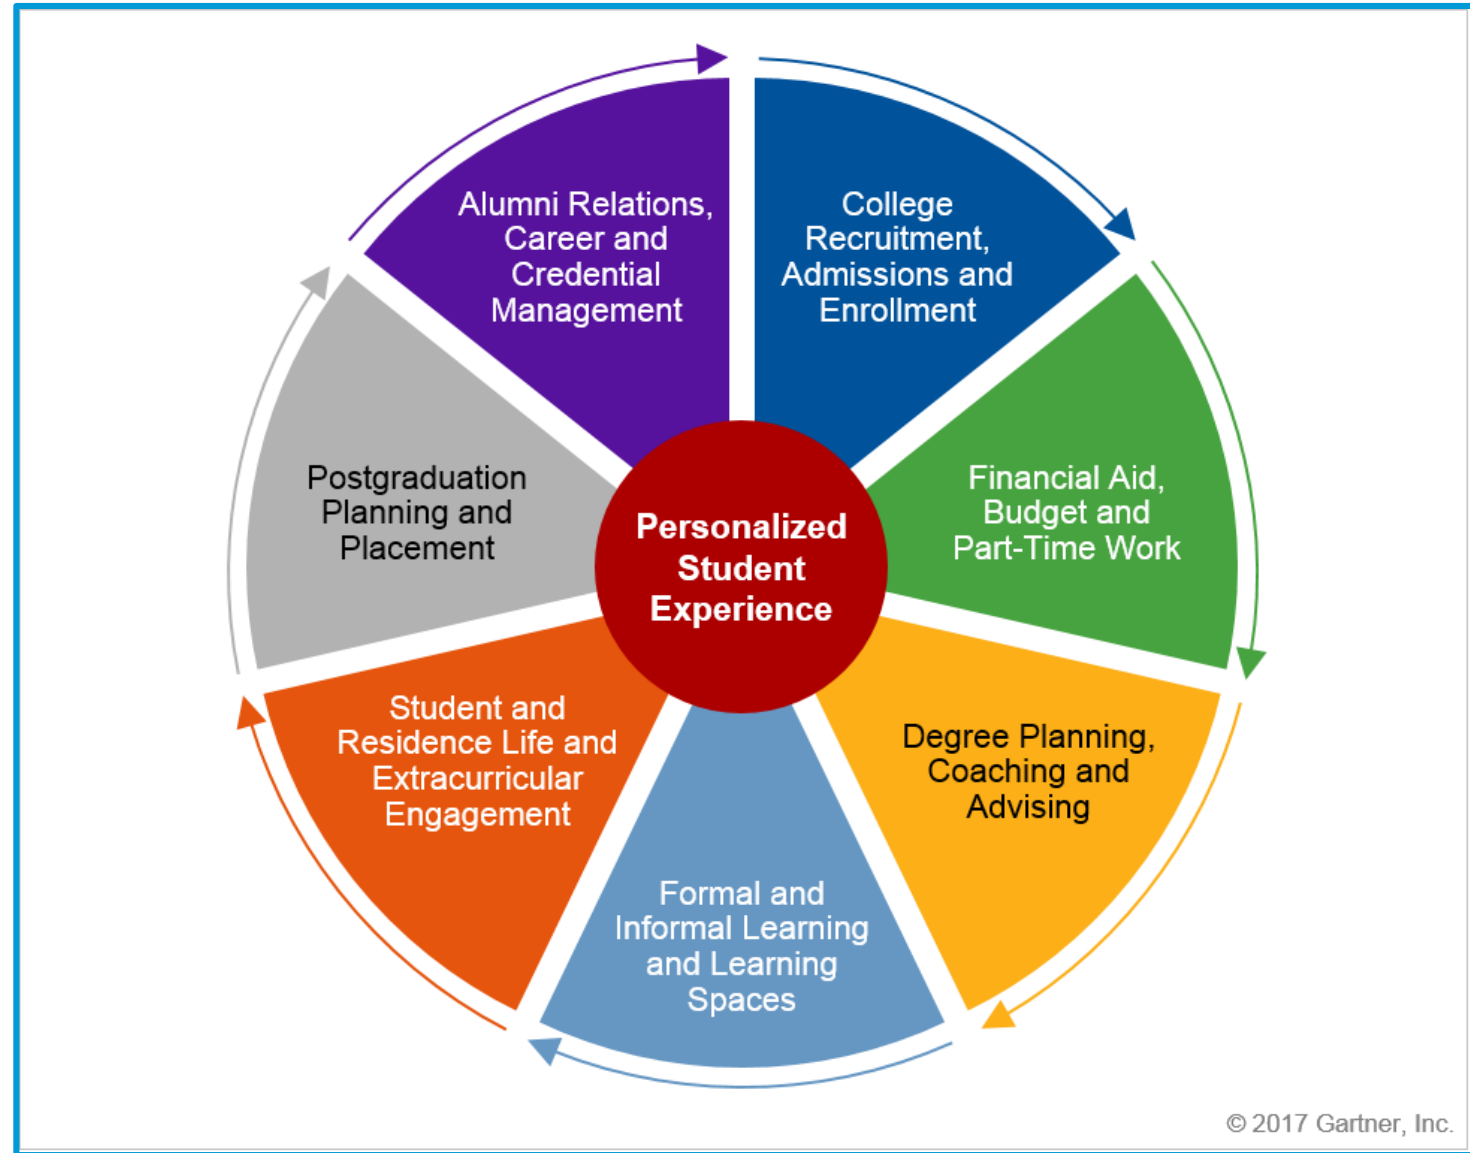 Alumni Relations,
Career and
Credential
Management
College
Recruitment,
Admissions and
Enrollment
Financial Aid,
Budget and
Part-Time Work
Degree Planning,
Coaching and
Advising
Formal and
Informal Learning
and Learning
Spaces
Student and
Residence Life and
Extracurricular
Engagement
Postgraduation
Planning and
Placement
Personalized
Student
Experience
© 2017 Gartner, Inc.